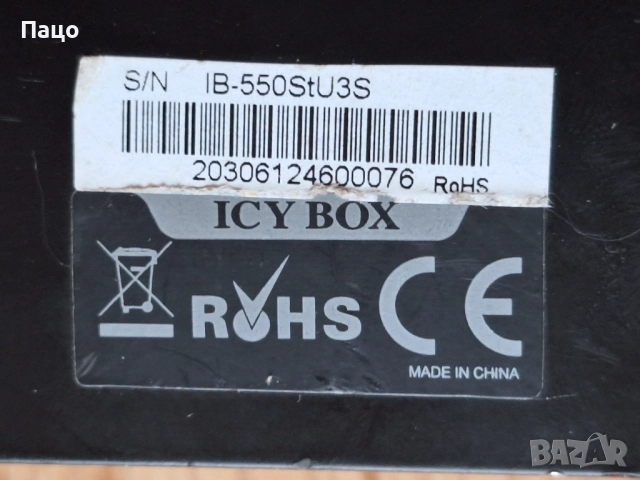 Пацо
S/N IB-550StU3S
20306124600076 RoHS
ICY BOX
RoHS CE
MADE IN CHINA
BAZAR